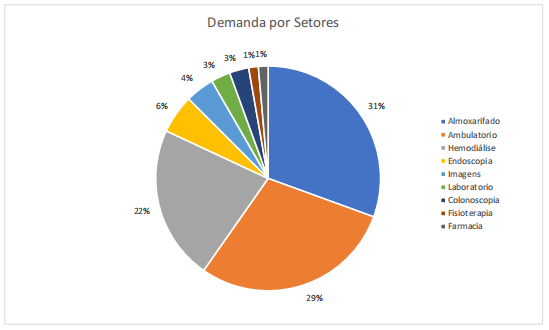 Demanda por Setores
1% 1%
3%
3%
4%
6%
31%
22%
29%
Almoxarifado
Ambulatorio
Hemodiálise
Endoscopia
Imagens
Laboratorio
Colonoscopia
Fisioterapia
Farmacia